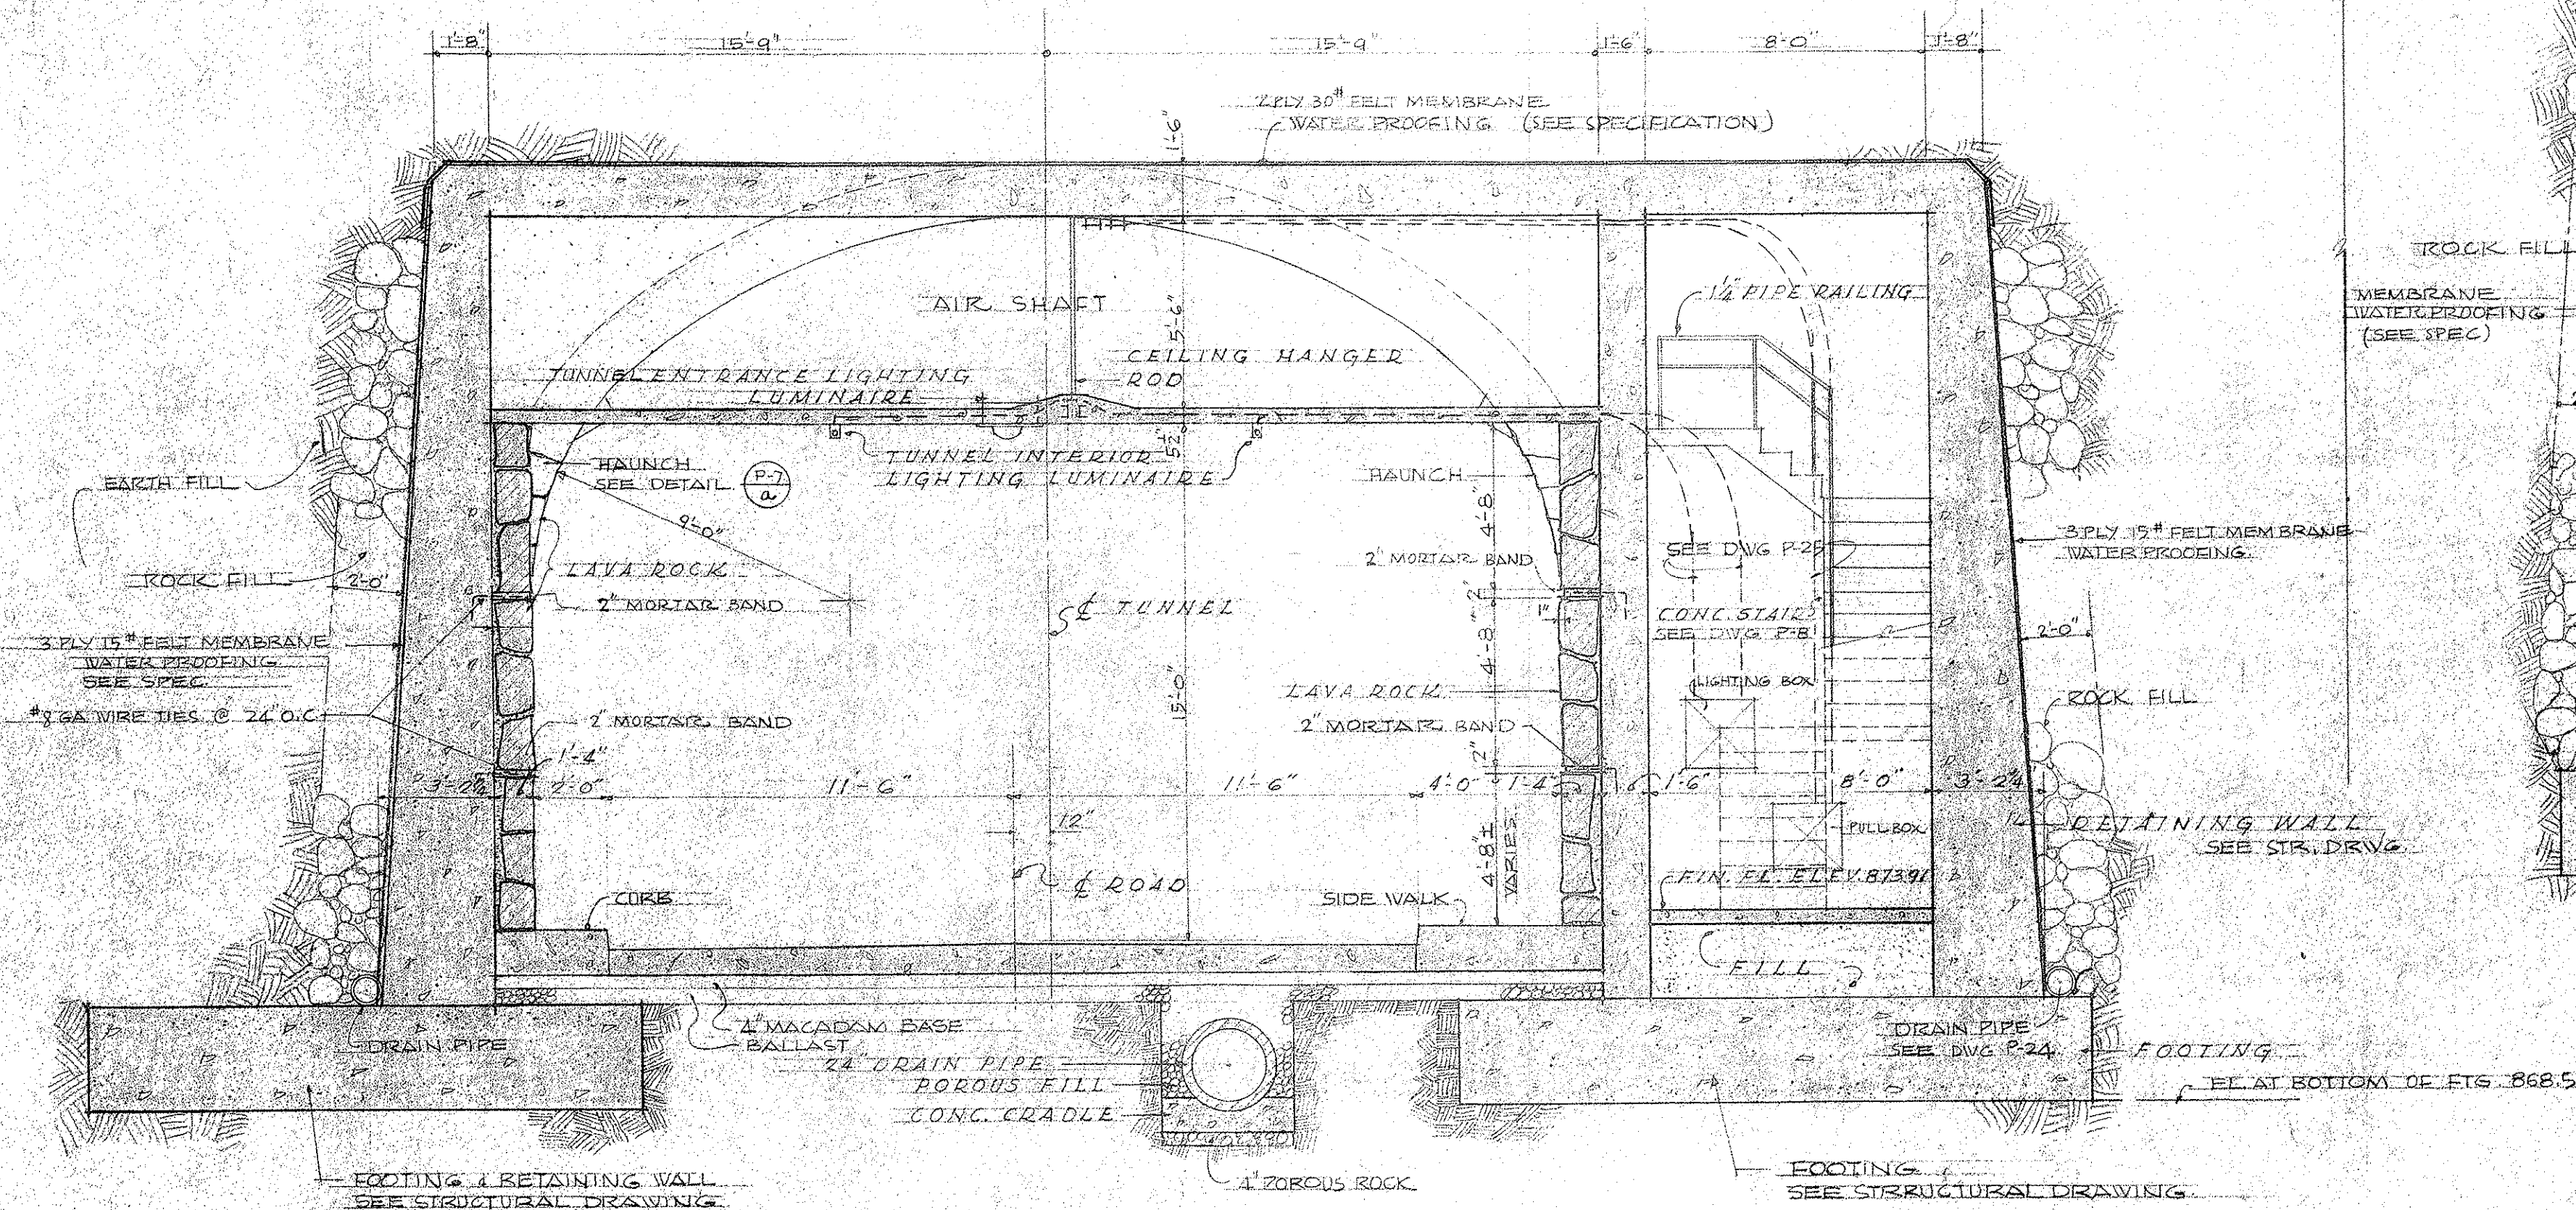 1'-8"
15'-9"
15'-9"
1'-6"
8'-0"
1'-8"
2 PLY 30# FELT MEMBRANE
WATER PROOFING (SEE SPECIFICATION)
1'-6"
ROCK FILL
MEMBRANE
WATER PROOFING
(SEE SPEC)
1¼" PIPE RAILING
AIR SHAFT
5'-6"
CEILING HANGER
ROD
TUNNEL ENTRANCE LIGHTING
LUMINAIRE
5½"
TUNNEL INTERIOR
LIGHTING LUMINAIRE
HAUNCH
SEE DETAIL
P-7
a
HAUNCH
EARTH FILL
9'-0"
4'-8"
LAVA ROCK
2" MORTAR BAND
SEE DWG P-25
3 PLY 15# FELT MEMBRANE
WATER PROOFING
ROCK FILL
2'-0"
2" MORTAR BAND
₵ TUNNEL
2"
1"
CONC. STAIRS
SEE DWG P-8
2'-0"
3 PLY 15# FELT MEMBRANE
WATER PROOFING
SEE SPEC.
4'-8"
LIGHTING BOX
LAVA ROCK
ROCK FILL
#8 GA WIRE TIES @ 24" O.C.
2" MORTAR BAND
15'-0"
2" MORTAR BAND
1'-4"
2"
3'-2¼"
2'-0"
11'-6"
11'-6"
4'-0"
1'-4"
1'-6"
8'-0"
3'-2¼"
12"
PULL BOX
RETAINING WALL
SEE STR. DRWG.
4'-8"±
VARIES
₵ ROAD
FIN. FL. ELEV. 873.91
CURB
SIDE WALK
FILL
4" MACADAM BASE
BALLAST
DRAIN PIPE
24" DRAIN PIPE
POROUS FILL
CONC. CRADLE
DRAIN PIPE
SEE DWG P-24
FOOTING
EL AT BOTTOM OF FTG. 868.5
4" POROUS ROCK
FOOTING & RETAINING WALL
SEE STRUCTURAL DRAWING
FOOTING
SEE STRRUCTURAL DRAWING